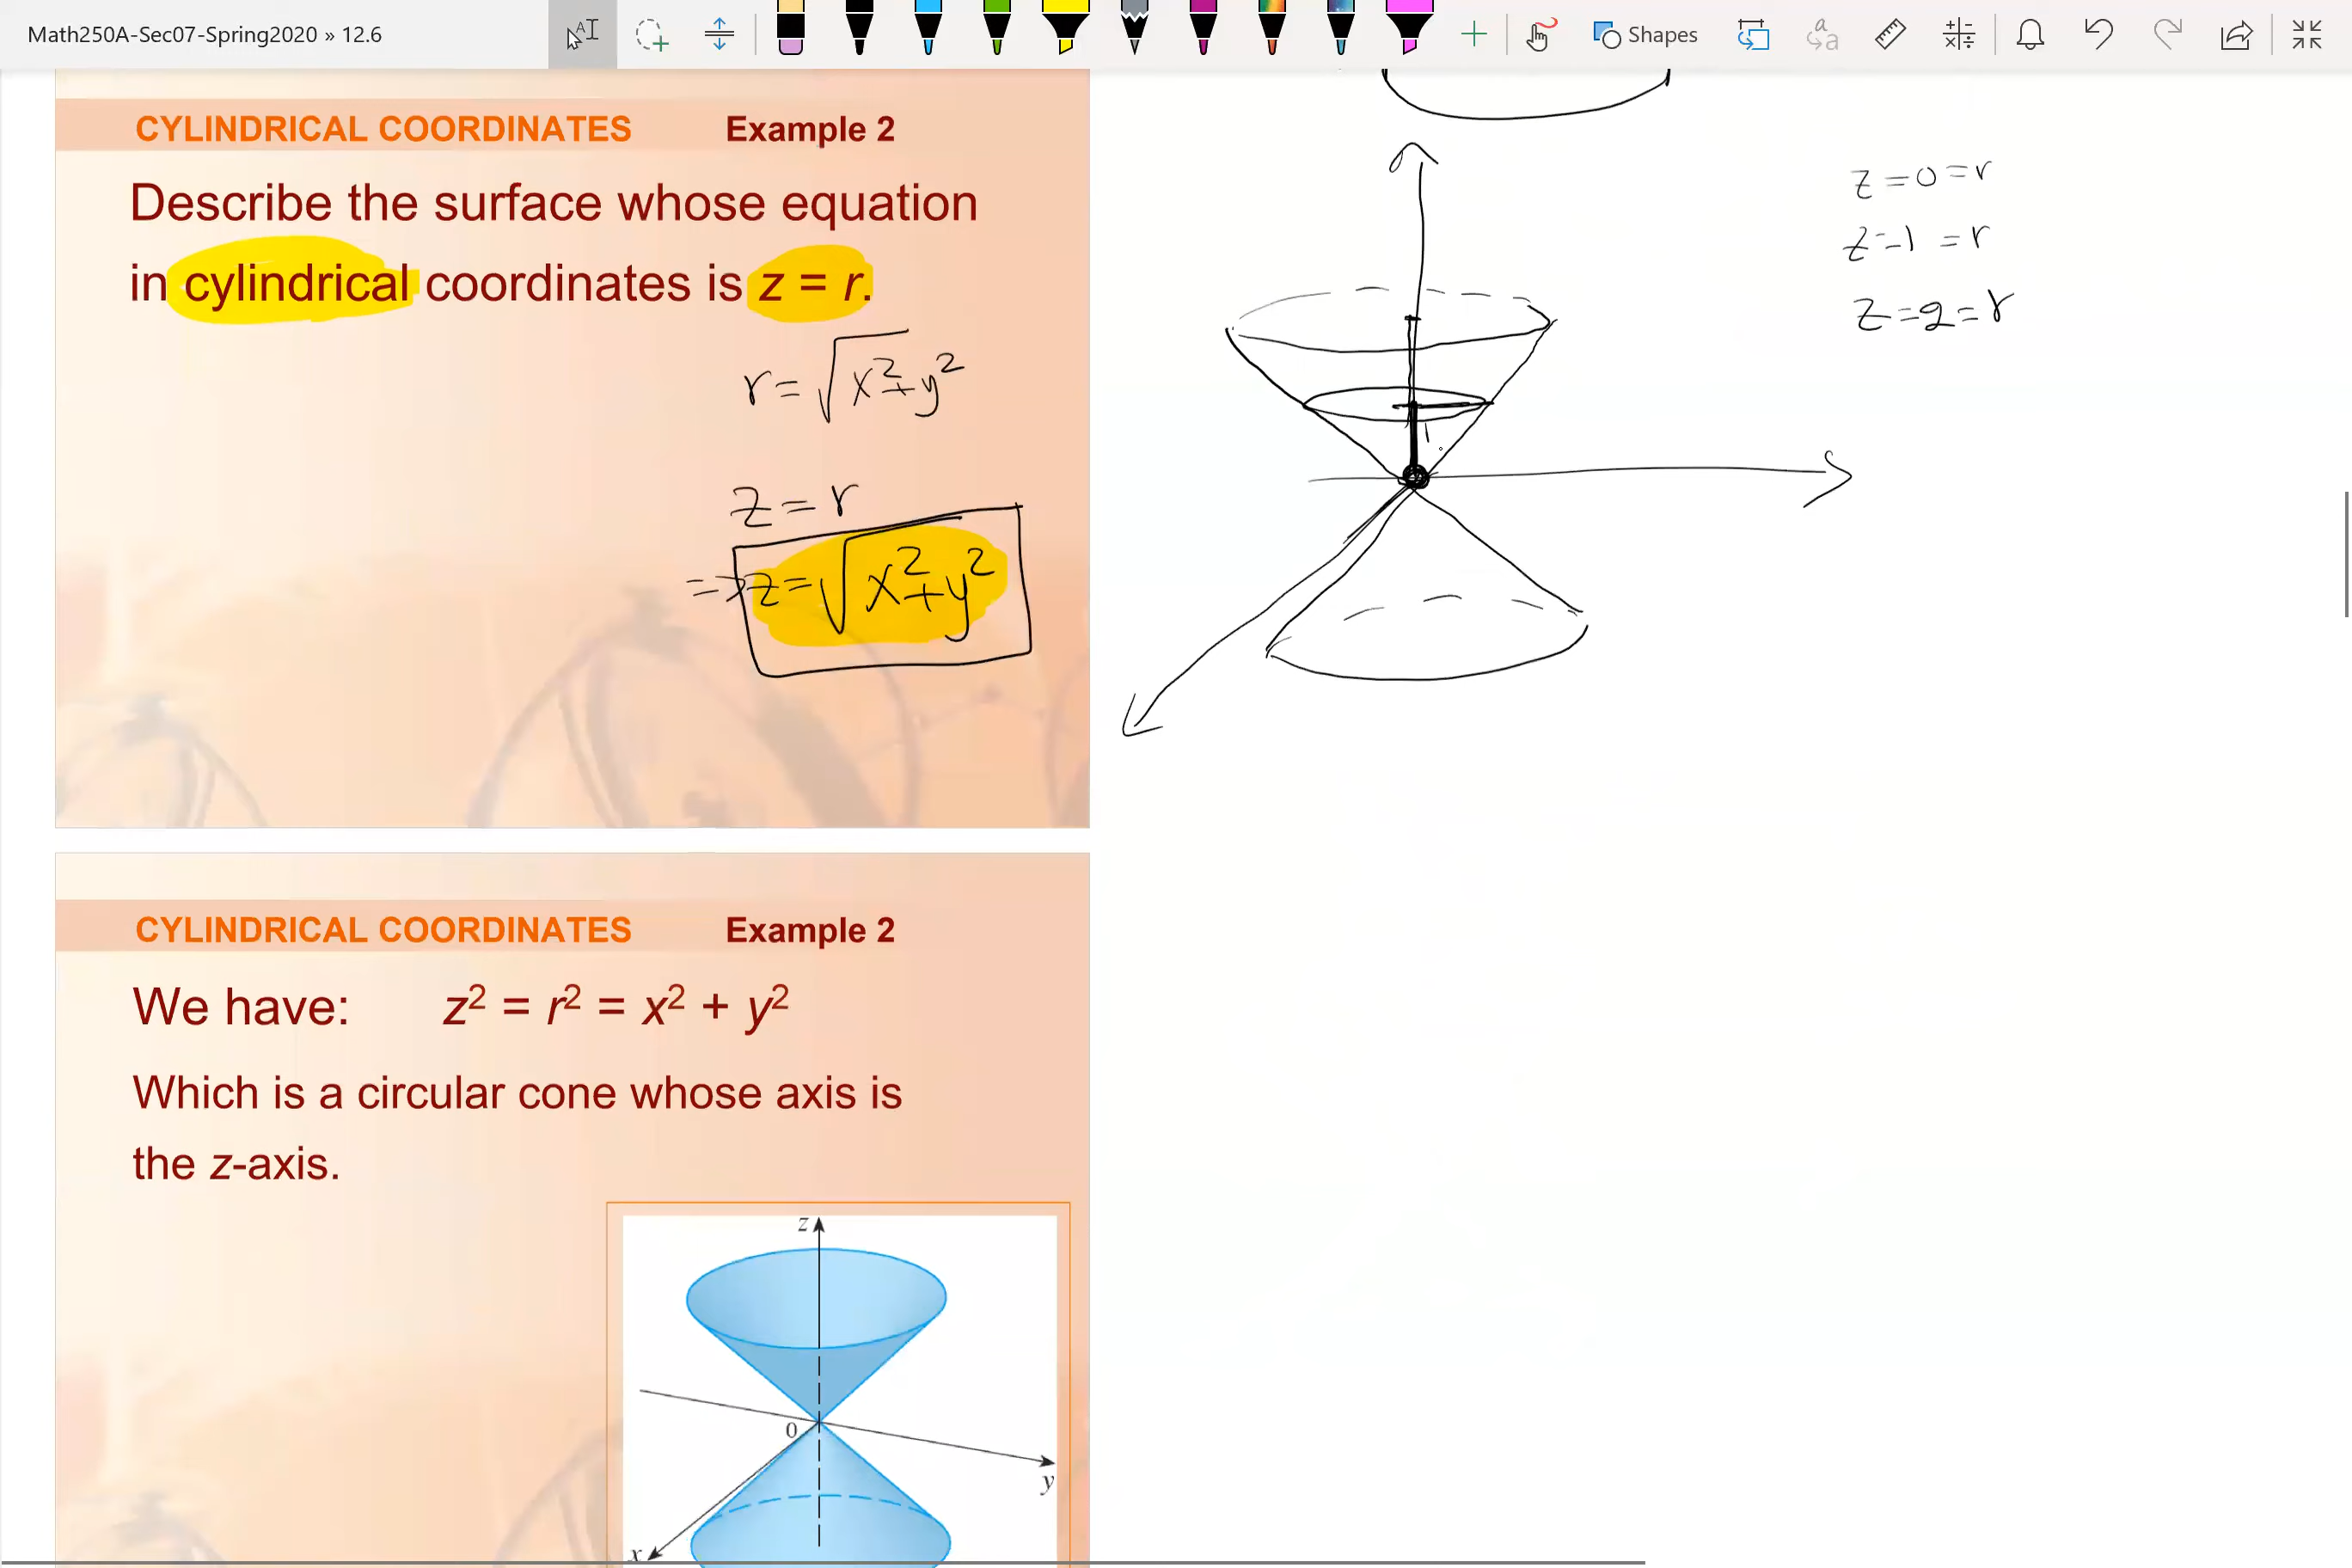 Math250A-Sec07-Spring2020 » 12.6
Shapes
CYLINDRICAL COORDINATES Example 2
Describe the surface whose equation
in cylindrical coordinates is z = r.
r = √x²+y²
z = r
=> z = √x²+y²
z = 0 = r
z = 1 = r
z = 2 = r
1
CYLINDRICAL COORDINATES Example 2
We have: z² = r² = x² + y²
Which is a circular cone whose axis is
the z-axis.
z
0
y
x